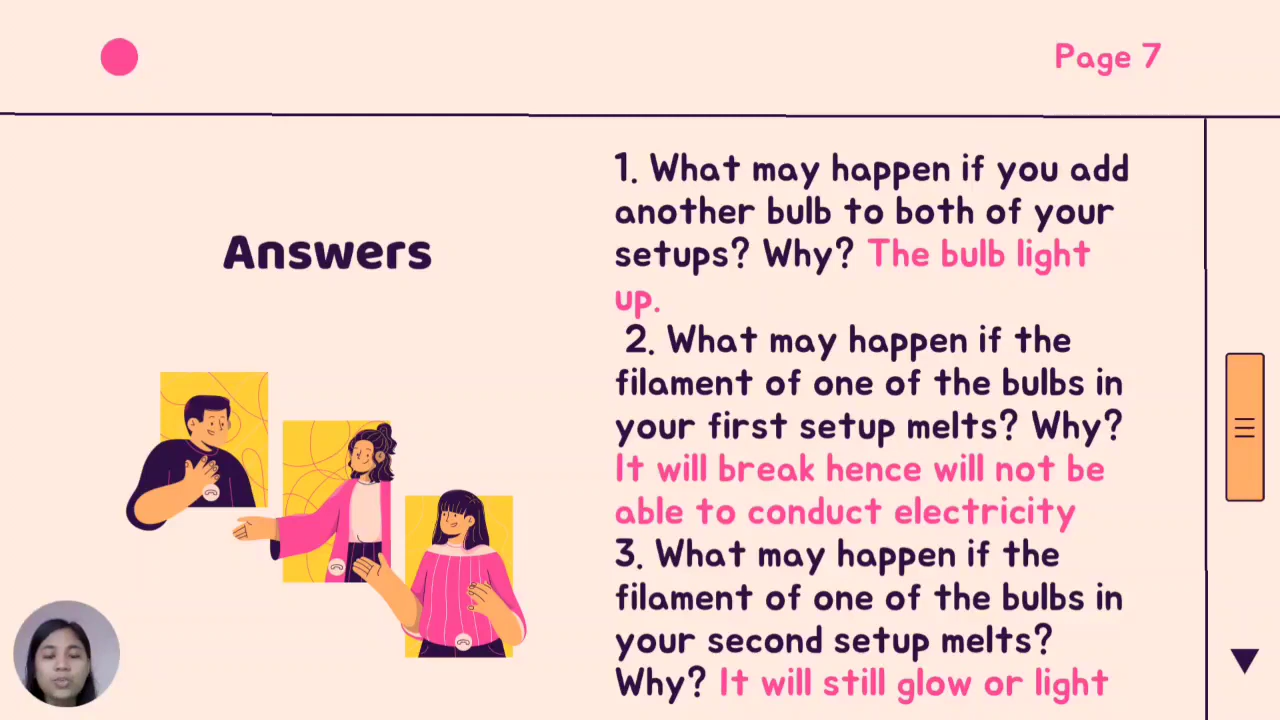 Page 7
Answers
1. What may happen if you add
another bulb to both of your
setups? Why? The bulb light
up.
2. What may happen if the
filament of one of the bulbs in
your first setup melts? Why?
It will break hence will not be
able to conduct electricity
3. What may happen if the
filament of one of the bulbs in
your second setup melts?
Why? It will still glow or light